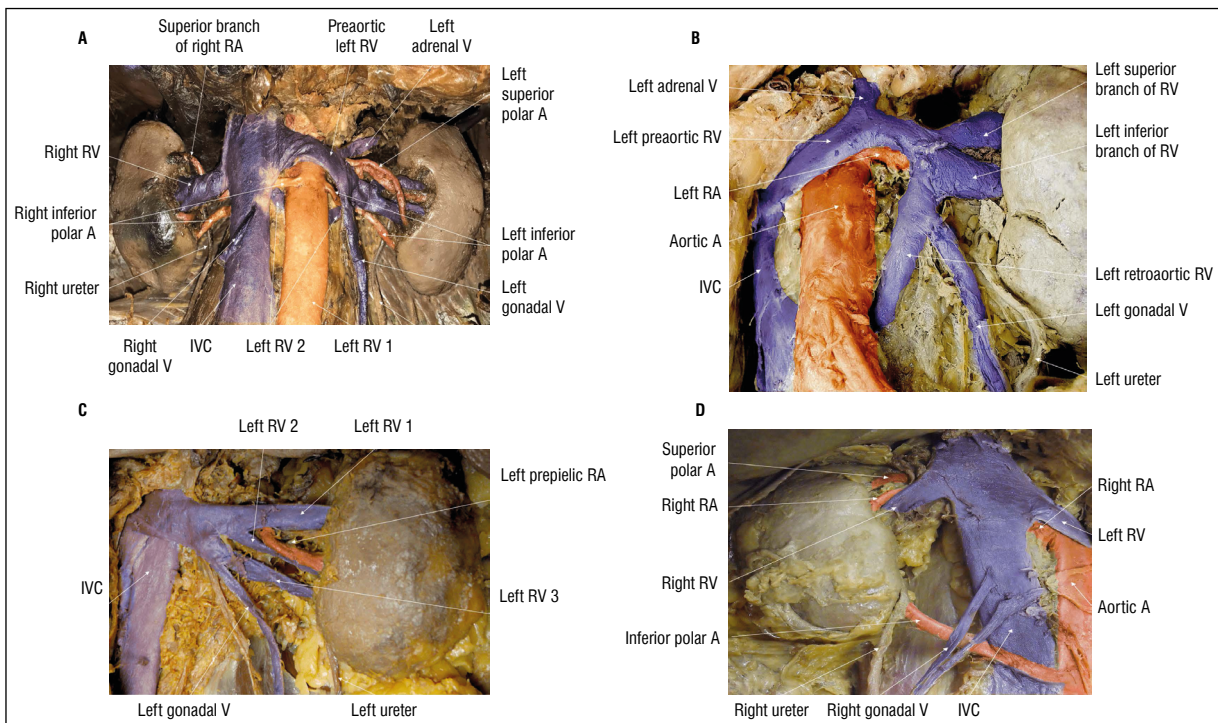 A
Superior branch
of right RA
Preaortic
left RV
Left
adrenal V
Left
superior
polar A
Right RV
Right inferior
polar A
Left inferior
polar A
Right ureter
Left
gonadal V
Right
gonadal V
IVC
Left RV 2
Left RV 1
B
Left adrenal V
Left superior
branch of RV
Left preaortic RV
Left inferior
branch of RV
Left RA
Aortic A
Left retroaortic RV
IVC
Left gonadal V
Left ureter
C
Left RV 2
Left RV 1
Left prepielic RA
IVC
Left RV 3
Left gonadal V
Left ureter
D
Superior
polar A
Right RA
Right RA
Left RV
Right RV
Aortic A
Inferior polar A
Right ureter
Right gonadal V
IVC